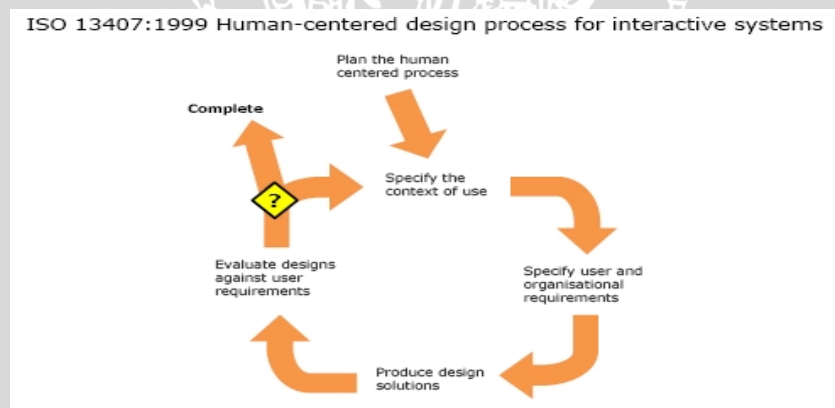 ISO 13407:1999 Human-centered design process for interactive systems
Plan the human
centered process
Complete
?
Specify the
context of use
Evaluate designs
against user
requirements
Specify user and
organisational
requirements
Produce design
solutions